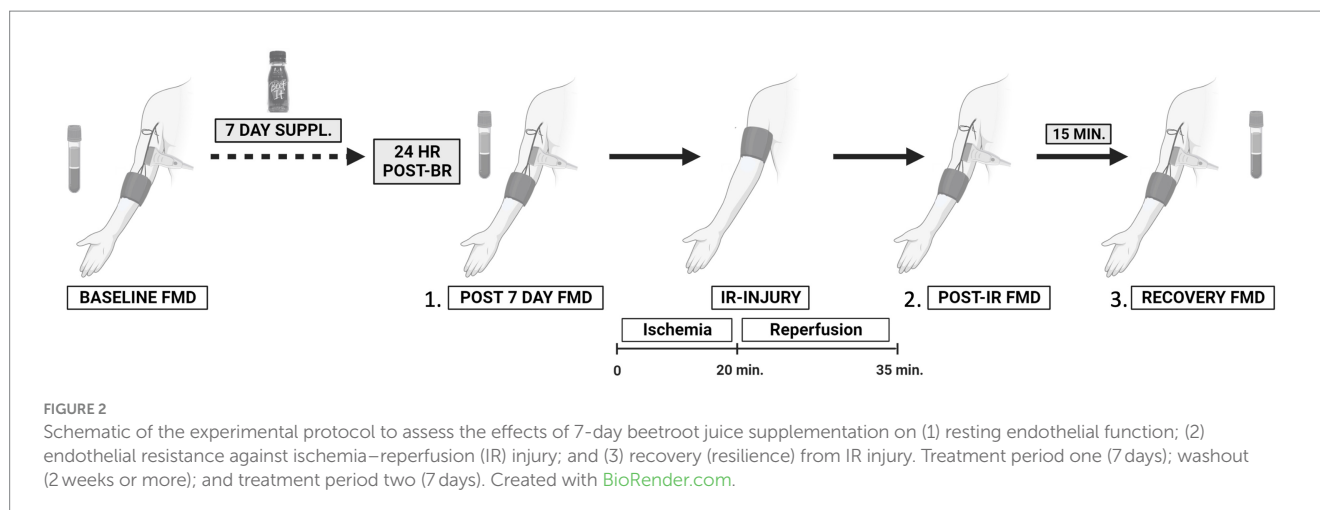 Beet It
7 DAY SUPPL.
24 HR
POST-BR
15 MIN.
BASELINE FMD
1. POST 7 DAY FMD
IR-INJURY
2. POST-IR FMD
3. RECOVERY FMD
Ischemia
Reperfusion
0
20 min.
35 min.
FIGURE 2
Schematic of the experimental protocol to assess the effects of 7-day beetroot juice supplementation on (1) resting endothelial function; (2)
endothelial resistance against ischemia–reperfusion (IR) injury; and (3) recovery (resilience) from IR injury. Treatment period one (7 days); washout
(2 weeks or more); and treatment period two (7 days). Created with BioRender.com.